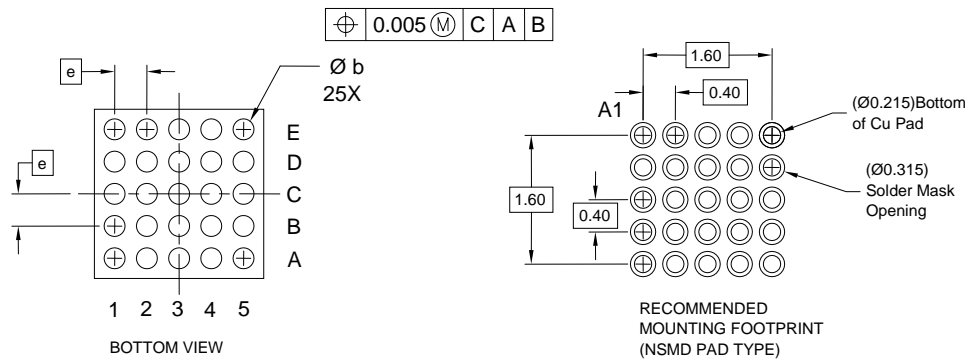 ⌖ 0.005 Ⓜ C A B
e
Ø b
25X
E
D
e
C
B
A
1 2 3 4 5
BOTTOM VIEW
1.60
0.40
A1
(Ø0.215)Bottom
of Cu Pad
(Ø0.315)
Solder Mask
Opening
1.60
0.40
RECOMMENDED
MOUNTING FOOTPRINT
(NSMD PAD TYPE)